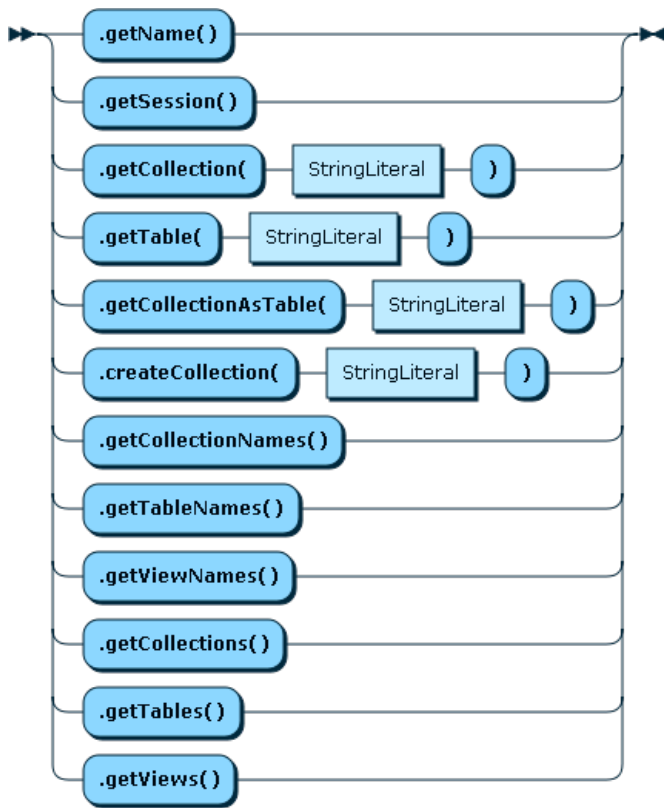 .getName()
.getSession()
.getCollection( StringLiteral )
.getTable( StringLiteral )
.getCollectionAsTable( StringLiteral )
.createCollection( StringLiteral )
.getCollectionNames()
.getTableNames()
.getViewNames()
.getCollections()
.getTables()
.getViews()